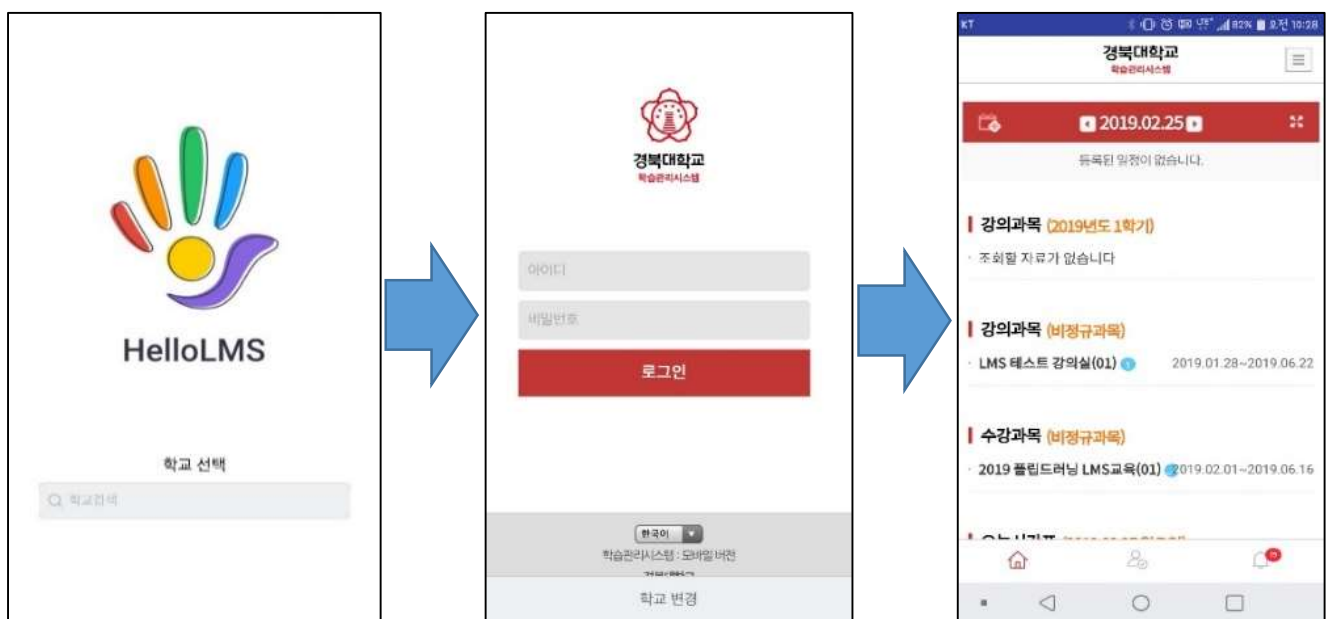 HelloLMS
학교 선택
학교검색
경북대학교
학습관리시스템
아이디
비밀번호
로그인
한국어
학습관리시스템 : 모바일 버전
학교 변경
KT 82% 오전 10:28
경북대학교
학습관리시스템
2019.02.25
등록된 일정이 없습니다.
강의과목 (2019년도 1학기)
· 조회할 자료가 없습니다
강의과목 (비정규과목)
· LMS 테스트 강의실(01) 2019.01.28~2019.06.22
수강과목 (비정규과목)
· 2019 플립드러닝 LMS교육(01) 2019.02.01~2019.06.16